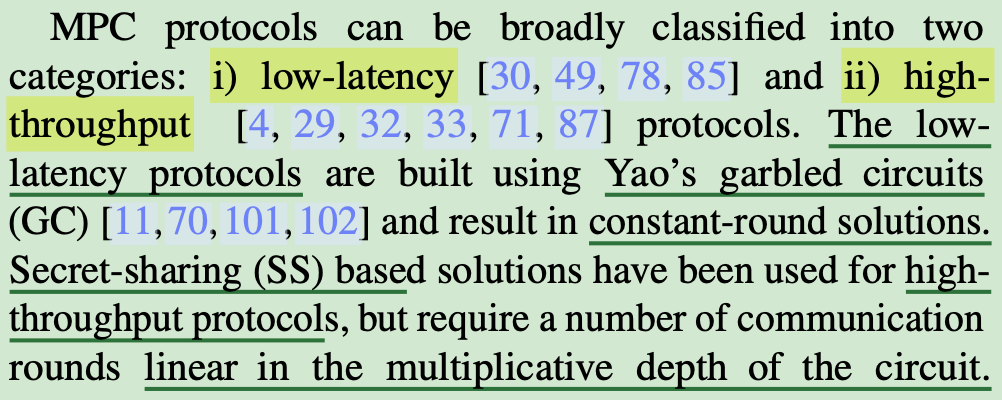 MPC protocols can be broadly classified into two
categories: i) low-latency [30, 49, 78, 85] and ii) high-
throughput [4, 29, 32, 33, 71, 87] protocols. The low-
latency protocols are built using Yao's garbled circuits
(GC) [11, 70, 101, 102] and result in constant-round solutions.
Secret-sharing (SS) based solutions have been used for high-
throughput protocols, but require a number of communication
rounds linear in the multiplicative depth of the circuit.